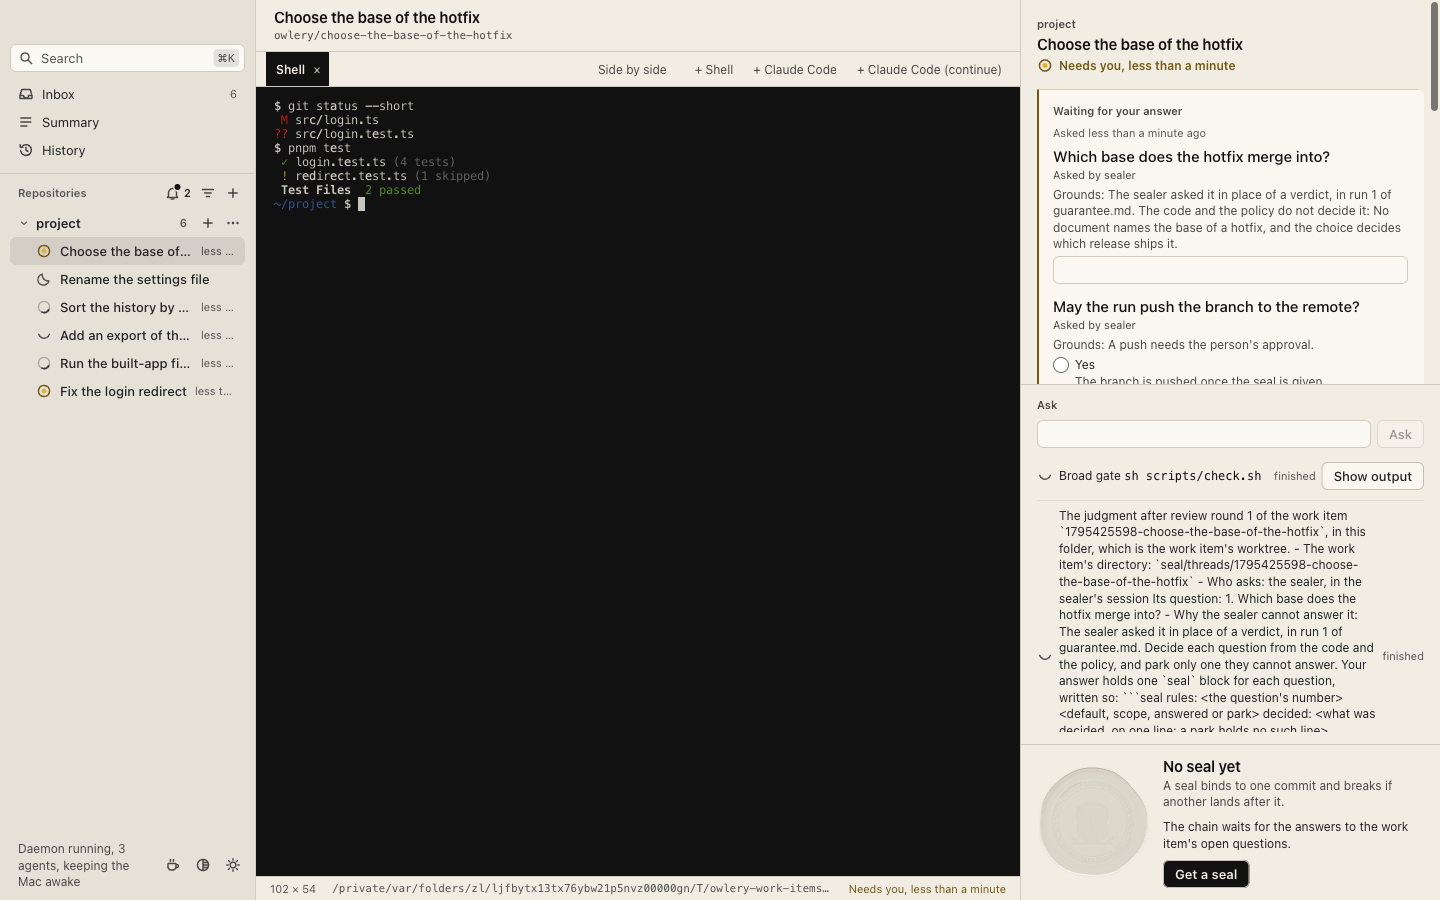 Search ⌘K
Inbox 6
Summary
History
Repositories 2
project 6
Choose the base of... less ...
Rename the settings file
Sort the history by ... less ...
Add an export of th... less ...
Run the built-app fi... less ...
Fix the login redirect less t...
Daemon running, 3
agents, keeping the
Mac awake
Choose the base of the hotfix
owlery/choose-the-base-of-the-hotfix
Shell ×
Side by side
+ Shell
+ Claude Code
+ Claude Code (continue)
$ git status --short
M src/login.ts
?? src/login.test.ts
$ pnpm test
✓ login.test.ts (4 tests)
! redirect.test.ts (1 skipped)
Test Files 2 passed
~/project $
102 × 54
/private/var/folders/zl/ljfbytx13tx76ybw21p5nvz00000gn/T/owlery-work-items…
Needs you, less than a minute
project
Choose the base of the hotfix
Needs you, less than a minute
Waiting for your answer
Asked less than a minute ago
Which base does the hotfix merge into?
Asked by sealer
Grounds: The sealer asked it in place of a verdict, in run 1 of
guarantee.md. The code and the policy do not decide it: No
document names the base of a hotfix, and the choice decides
which release ships it.
May the run push the branch to the remote?
Asked by sealer
Grounds: A push needs the person's approval.
Yes
The branch is pushed once the seal is given.
Ask
Ask
Broad gate sh scripts/check.sh finished
Show output
The judgment after review round 1 of the work item
`1795425598-choose-the-base-of-the-hotfix`, in this
folder, which is the work item's worktree. - The work
item's directory: `seal/threads/1795425598-choose-
the-base-of-the-hotfix` - Who asks: the sealer, in the
sealer's session Its question: 1. Which base does the
hotfix merge into? - Why the sealer cannot answer it:
The sealer asked it in place of a verdict, in run 1 of
guarantee.md. Decide each question from the code and
the policy, and park only one they cannot answer. Your
answer holds one `seal` block for each question,
written so: ```seal rules: <the question's number>
<default, scope, answered or park> decided: <what was
decided, on one line; a park holds no such line>
finished
No seal yet
A seal binds to one commit and breaks if
another lands after it.
The chain waits for the answers to the work
item's open questions.
Get a seal